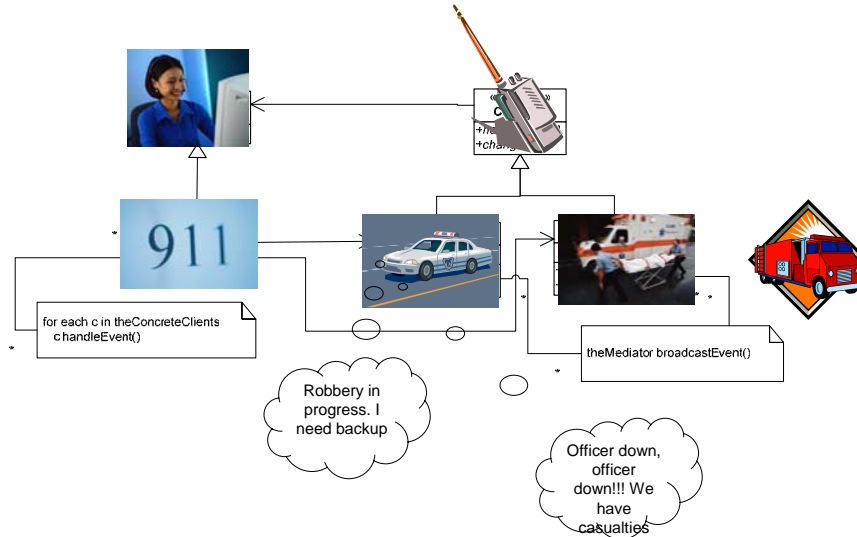 911
for each c in theConcreteClients
c handleEvent()
theMediator broadcastEvent()
Robbery in
progress. I
need backup
Officer down,
officer
down!!! We
have
casualties